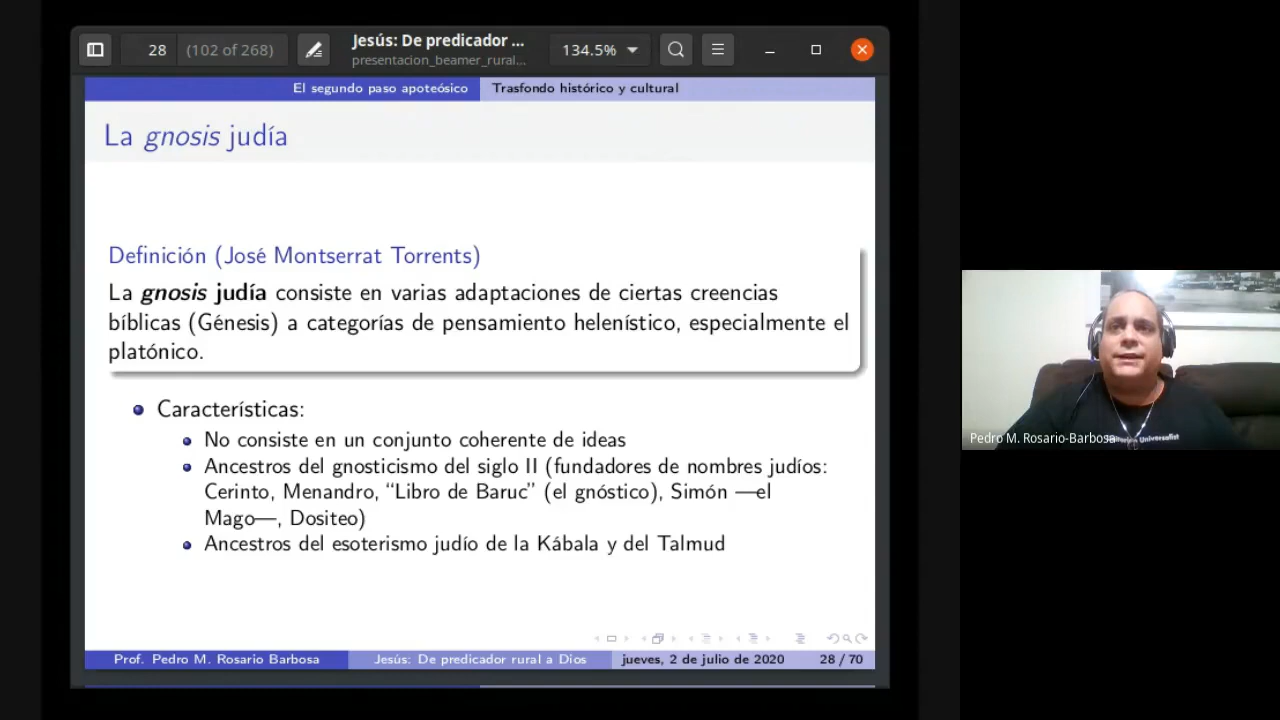 28 (102 of 268) Jesús: De predicador ... 134.5%
presentacion_beamer_rural...
El segundo paso apoteósico Trasfondo histórico y cultural
La gnosis judía
Definición (José Montserrat Torrents)
La gnosis judía consiste en varias adaptaciones de ciertas creencias
bíblicas (Génesis) a categorías de pensamiento helenístico, especialmente el
platónico.
Características:
No consiste en un conjunto coherente de ideas
Ancestros del gnosticismo del siglo II (fundadores de nombres judíos:
Cerinto, Menandro, “Libro de Baruc” (el gnóstico), Simón —el
Mago—, Dositeo)
Ancestros del esoterismo judío de la Kábala y del Talmud
Pedro M. Rosario-Barbosa
Universalist
Prof. Pedro M. Rosario Barbosa Jesús: De predicador rural a Dios jueves, 2 de julio de 2020 28 / 70